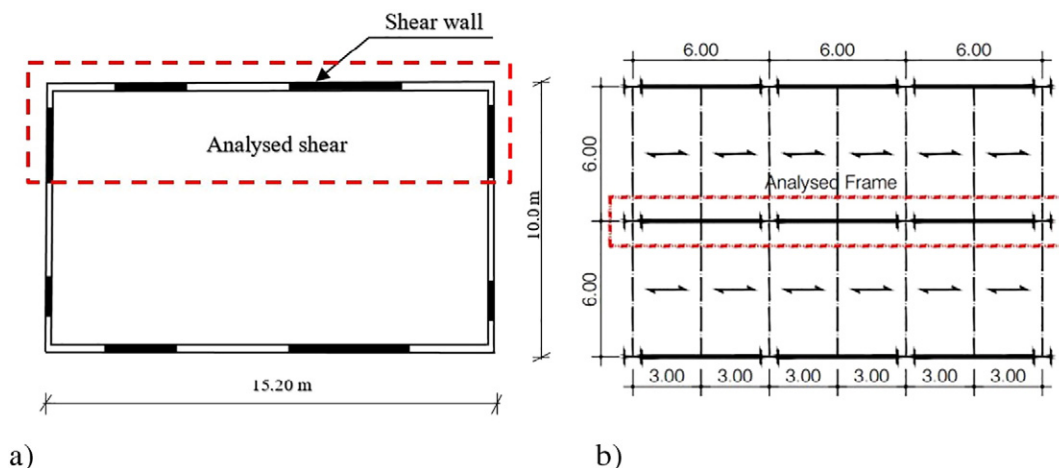 Shear wall
Analysed shear
10.0 m
15.20 m
a)
6.00 6.00 6.00
6.00
Analysed Frame
6.00
3.00 3.00 3.00 3.00 3.00 3.00
b)